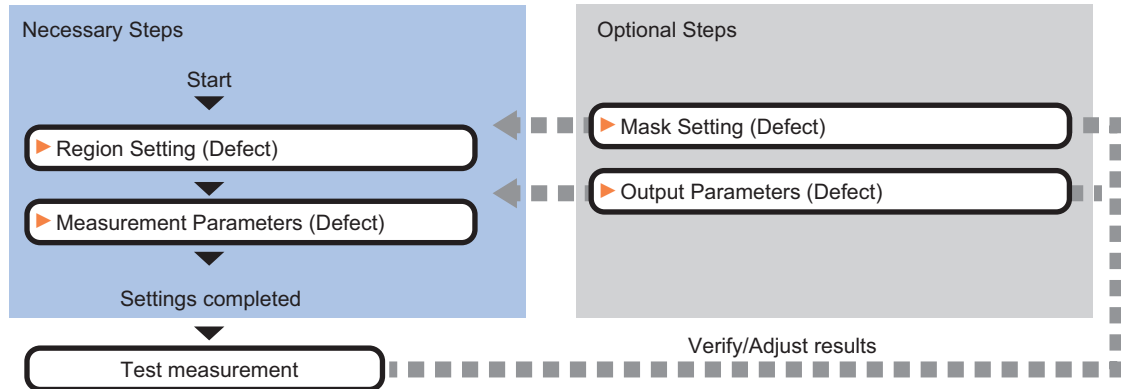 Necessary Steps
Start
Region Setting (Defect)
Measurement Parameters (Defect)
Settings completed
Test measurement
Optional Steps
Mask Setting (Defect)
Output Parameters (Defect)
Verify/Adjust results